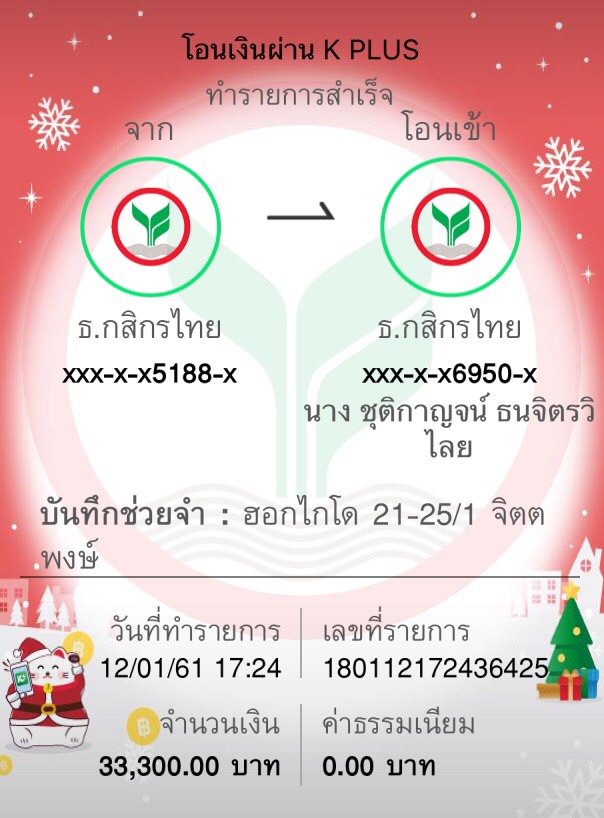 โอนเงินผ่าน K PLUS
ทำรายการสำเร็จ
จาก
โอนเข้า
ธ.กสิกรไทย
ธ.กสิกรไทย
xxx-x-x5188-x
xxx-x-x6950-x
นาง ชุติกาญจน์ ธนจิตรวิ
ไลย
บันทึกช่วยจำ : ฮอกไกโด 21-25/1 จิตต
พงษ์
วันที่ทำรายการ
เลขที่รายการ
12/01/61 17:24
180112172436425
จำนวนเงิน
ค่าธรรมเนียม
33,300.00 บาท
0.00 บาท